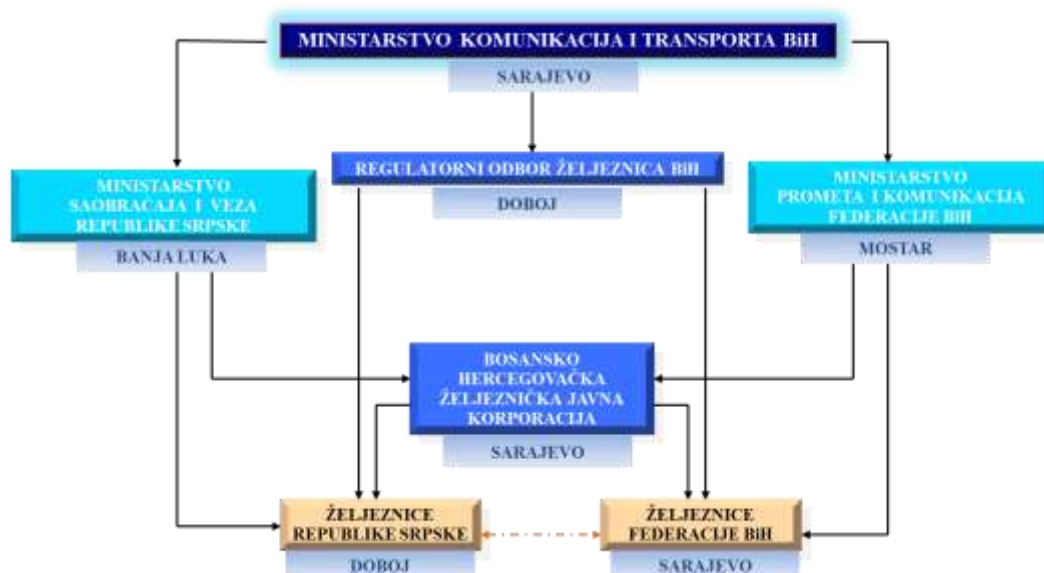 MINISTARSTVO KOMUNIKACIJA I TRANSPORTA BiH
SARAJEVO
REGULATORNI ODBOR ŽELJEZNICA BiH
DOBOJ
MINISTARSTVO
SAOBRAĆAJA I VEZA
REPUBLIKE SRPSKE
BANJA LUKA
MINISTARSTVO
PROMETA I KOMUNIKACIJA
FEDERACIJE BiH
MOSTAR
BOSANSKO
HERCEGOVAČKA
ŽELJEZNIČKA JAVNA
KORPORACIJA
SARAJEVO
ŽELJEZNICE
REPUBLIKE SRPSKE
DOBOJ
ŽELJEZNICE
FEDERACIJE BiH
SARAJEVO